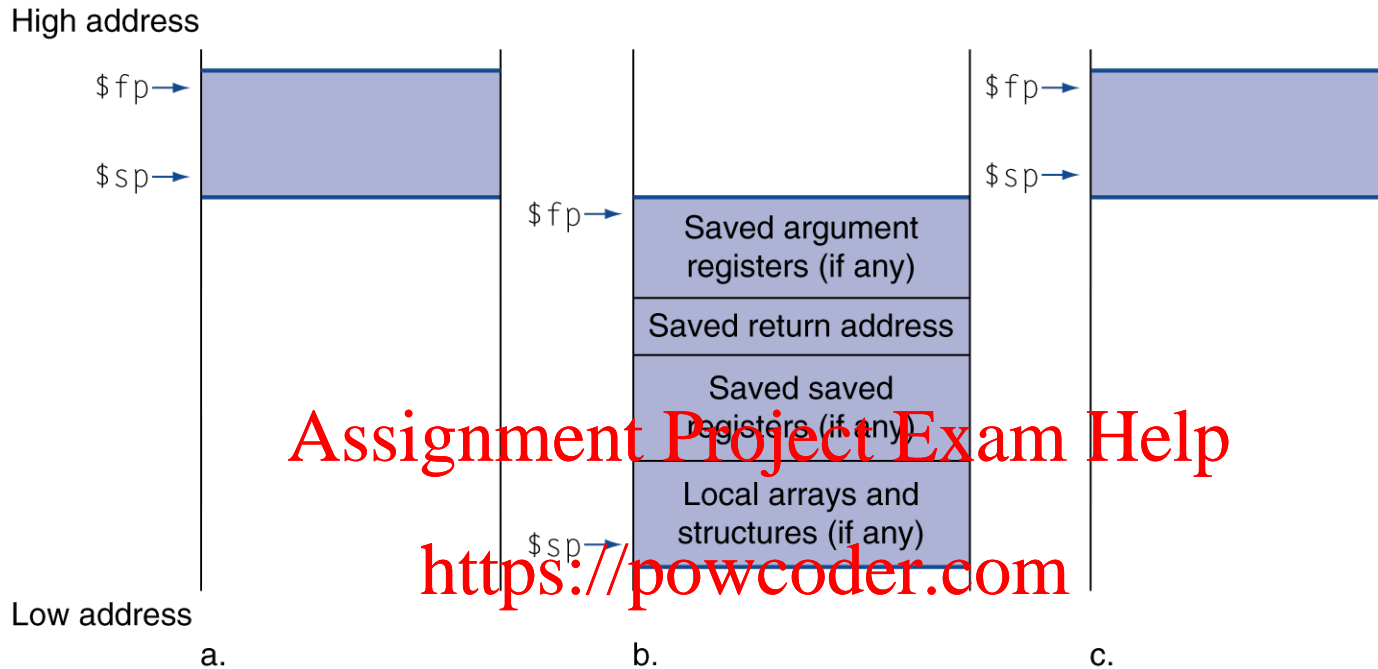 High address
$fp
$sp
$fp
$sp
$fp
Saved argument
registers (if any)
Saved return address
Saved saved
registers (if any)
Local arrays and
structures (if any)
$sp
Assignment Project Exam Help
https://powcoder.com
Low address
a.
b.
c.